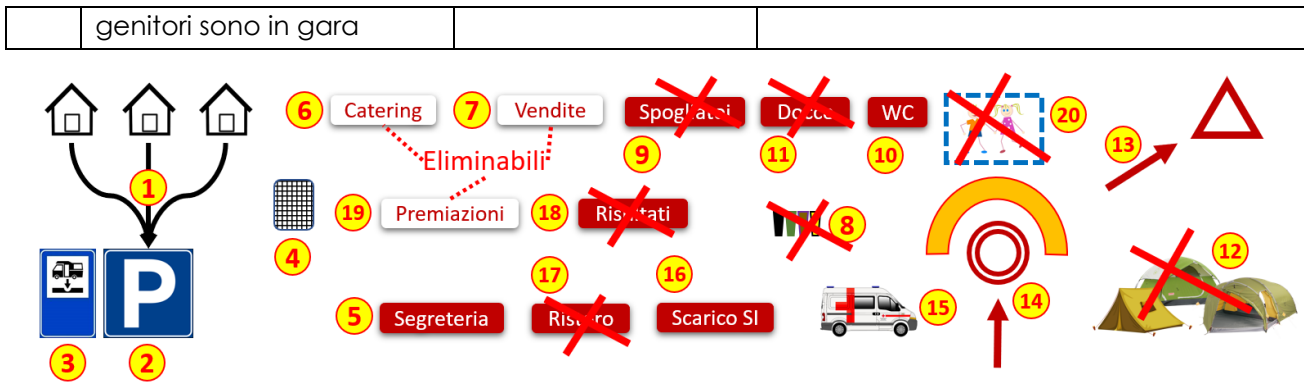 genitori sono in gara
6 Catering 7 Vendite Spogliatoi Docce WC 20
9 11 10 13
Eliminabili
1
19 Premiazioni 18 Risultati 8
4
12
17 16
P
5 Segreteria Ristoro Scarico SI 15 14
3 2